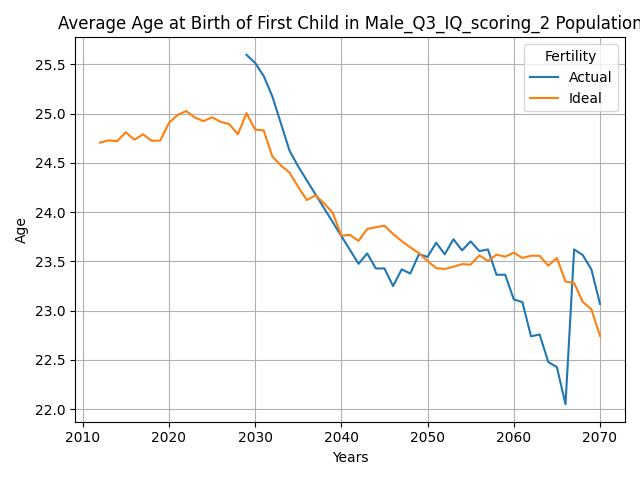 Average Age at Birth of First Child in Male_Q3_IQ_scoring_2 Population
Fertility
Actual
Ideal
25.5
25.0
24.5
24.0
23.5
23.0
22.5
22.0
Age
2010 2020 2030 2040 2050 2060 2070
Years